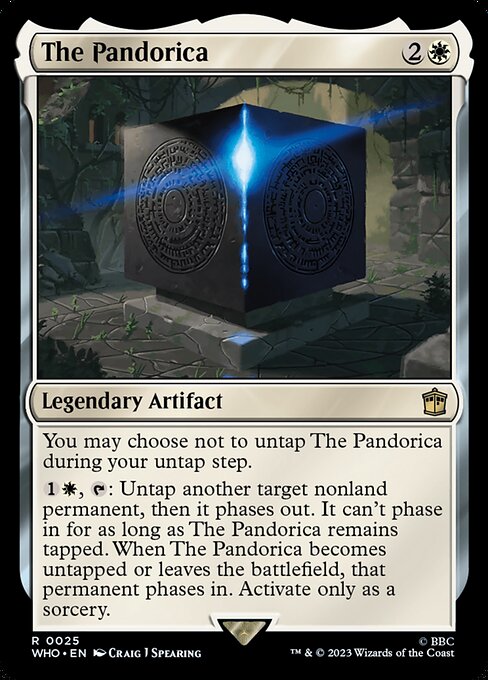 The Pandorica 2
Legendary Artifact
You may choose not to untap The Pandorica
during your untap step.
1, : Untap another target nonland
permanent, then it phases out. It can't phase
in for as long as The Pandorica remains
tapped. When The Pandorica becomes
untapped or leaves the battlefield, that
permanent phases in. Activate only as a
sorcery.
R 0025
WHO • EN Craig J Spearing
© BBC
™ & © 2023 Wizards of the Coast